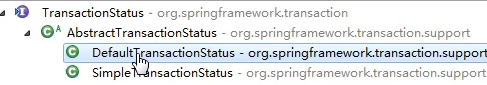 TransactionStatus - org.springframework.transaction
AbstractTransactionStatus - org.springframework.transaction.support
DefaultTransactionStatus - org.springframework.transaction.support
SimpleTransactionStatus - org.springframework.transaction.support